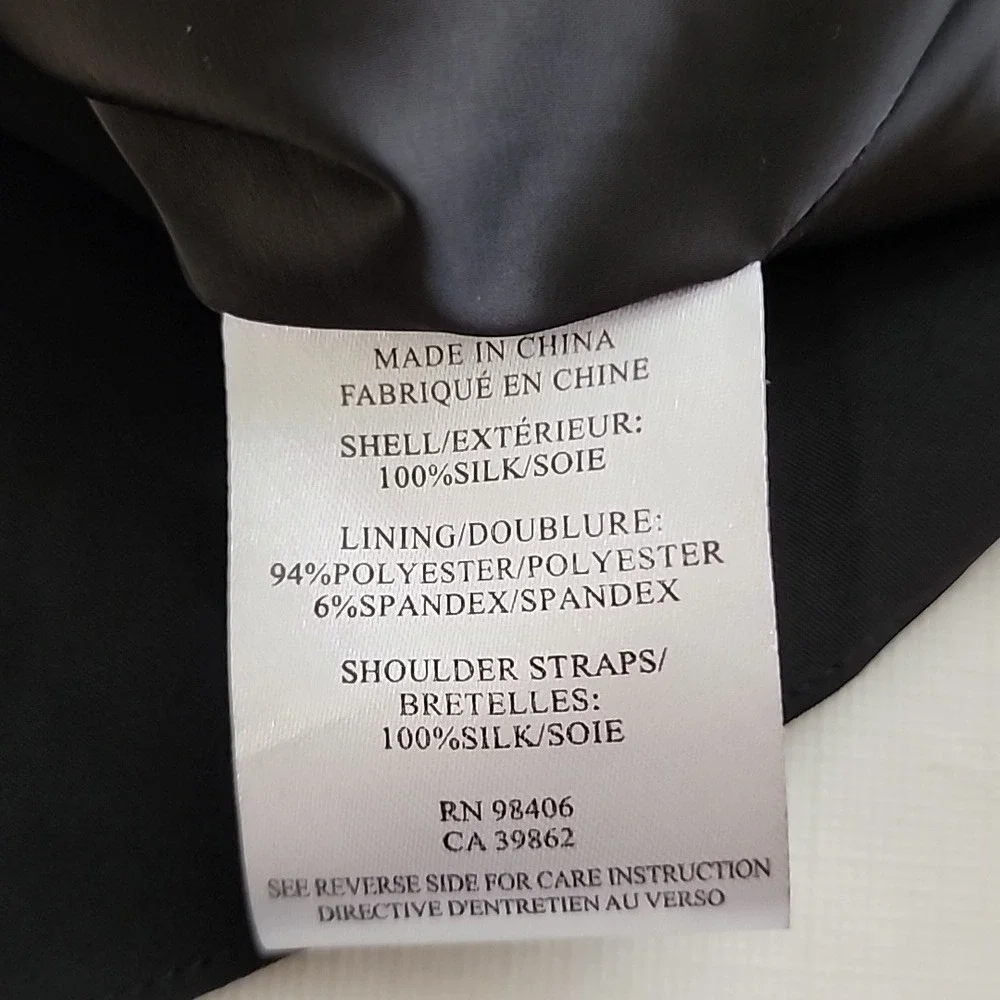 MADE IN CHINA
FABRIQUÉ EN CHINE
SHELL/EXTÉRIEUR:
100%SILK/SOIE
LINING/DOUBLURE:
94%POLYESTER/POLYESTER
6%SPANDEX/SPANDEX
SHOULDER STRAPS/
BRETELLES:
100%SILK/SOIE
RN 98406
CA 39862
SEE REVERSE SIDE FOR CARE INSTRUCTION
DIRECTIVE D'ENTRETIEN AU VERSO